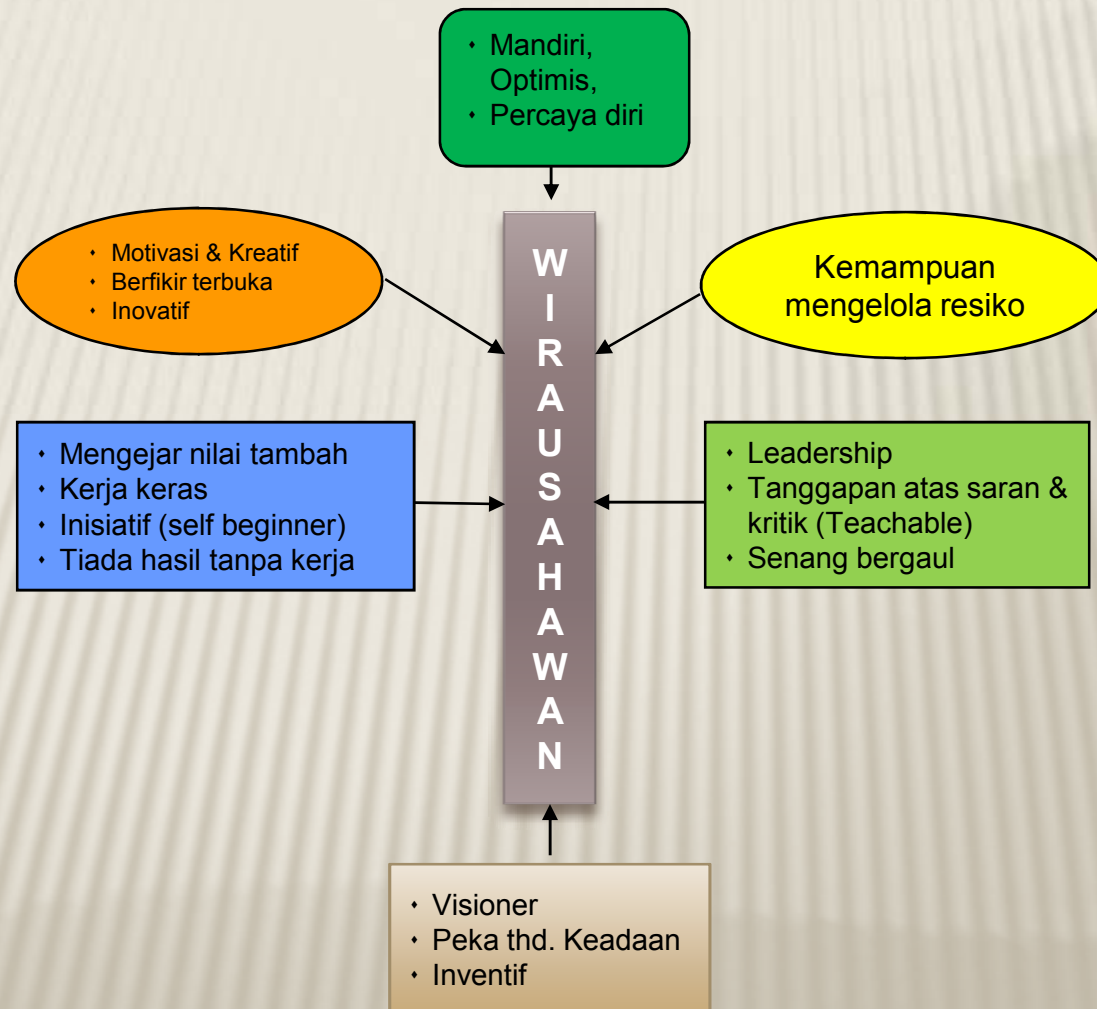 • Mandiri,
Optimis,
• Percaya diri
• Motivasi & Kreatif
• Berfikir terbuka
• Inovatif
Kemampuan
mengelola resiko
WIRAUSAHAWAN
• Mengejar nilai tambah
• Kerja keras
• Inisiatif (self beginner)
• Tiada hasil tanpa kerja
• Leadership
• Tanggapan atas saran &
kritik (Teachable)
• Senang bergaul
• Visioner
• Peka thd. Keadaan
• Inventif